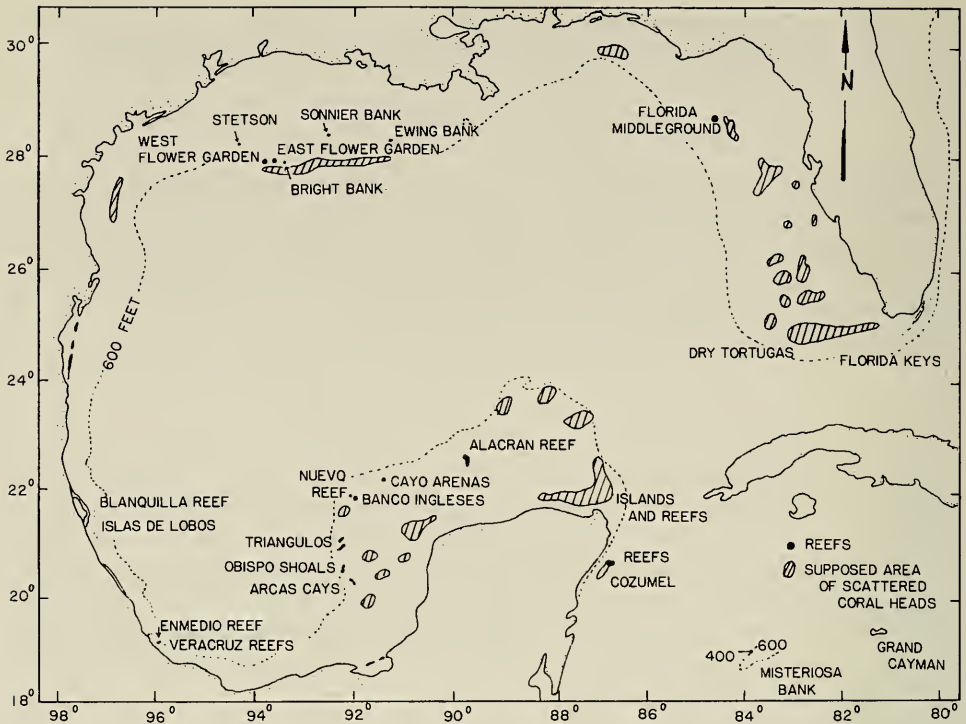 30°
28°
26°
24°
22°
20°
18°
98°
96°
94°
92°
90°
88°
86°
84°
82°
80°
N
STETSON
SONNIER BANK
EWING BANK
WEST
FLOWER GARDEN
EAST FLOWER GARDEN
BRIGHT BANK
FLORIDA
MIDDLEGROUND
600 FEET
DRY TORTUGAS
FLORIDA KEYS
ALACRAN REEF
NUEVO
REEF
CAYO ARENAS
BANCO INGLESES
BLANQUILLA REEF
ISLAS DE LOBOS
ISLANDS
AND REEFS
TRIANGULOS
OBISPO SHOALS
ARCAS CAYS
REEFS
COZUMEL
REEFS
SUPPOSED AREA
OF SCATTERED
CORAL HEADS
ENMEDIO REEF
VERACRUZ REEFS
400
600
MISTERIOSA
BANK
GRAND
CAYMAN